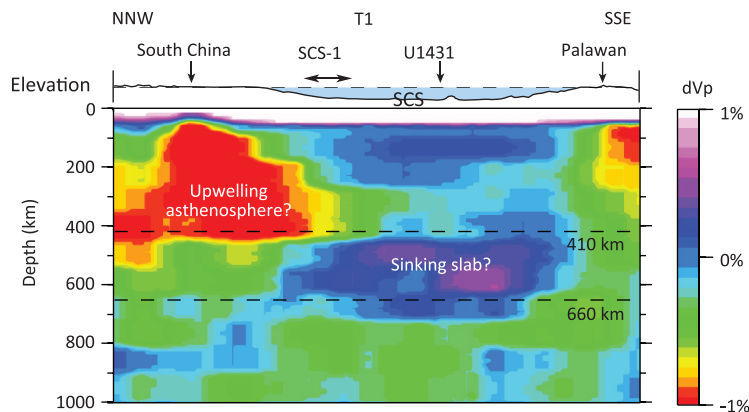 NNW T1 SSE
South China SCS-1 U1431 Palawan
Elevation
SCS
dVp
0
200
400
600
800
1000
Depth (km)
Upwelling
asthenosphere?
Sinking slab?
410 km
660 km
1%
0%
-1%